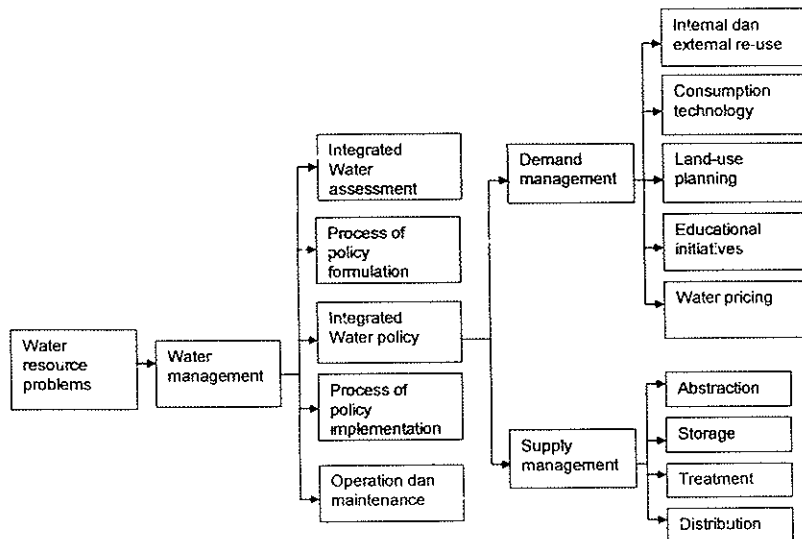 Water
resource
problems
Water
management
Integrated
Water
assessment
Process of
policy
formulation
Integrated
Water policy
Process of
policy
implementation
Operation dan
maintenance
Demand
management
Supply
management
Internal dan
external re-use
Consumption
technology
Land-use
planning
Educational
initiatives
Water pricing
Abstraction
Storage
Treatment
Distribution